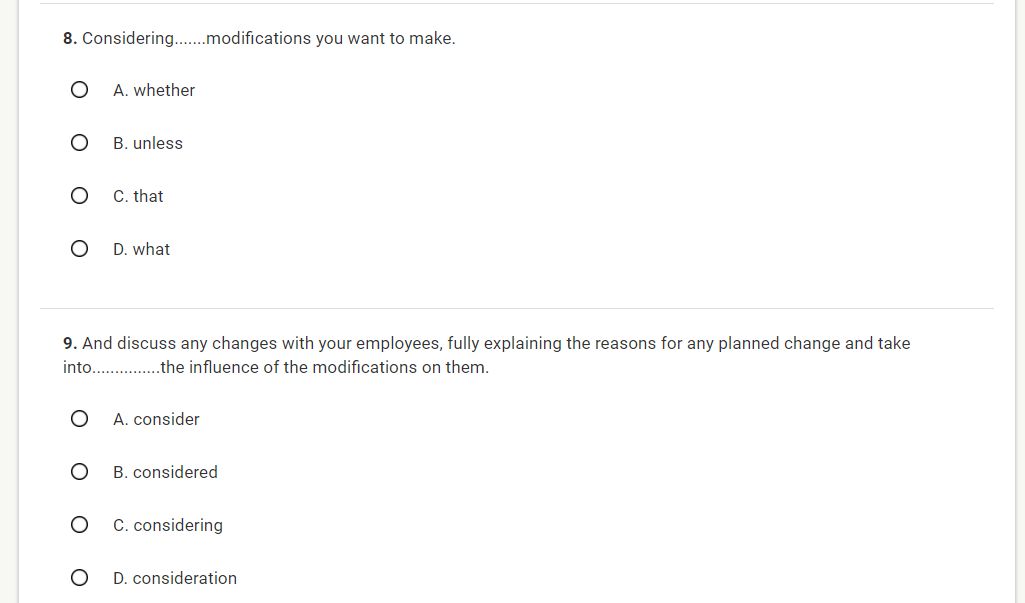 8. Considering.......modifications you want to make.
A. whether
B. unless
C. that
D. what
9. And discuss any changes with your employees, fully explaining the reasons for any planned change and take
into...............the influence of the modifications on them.
A. consider
B. considered
C. considering
D. consideration